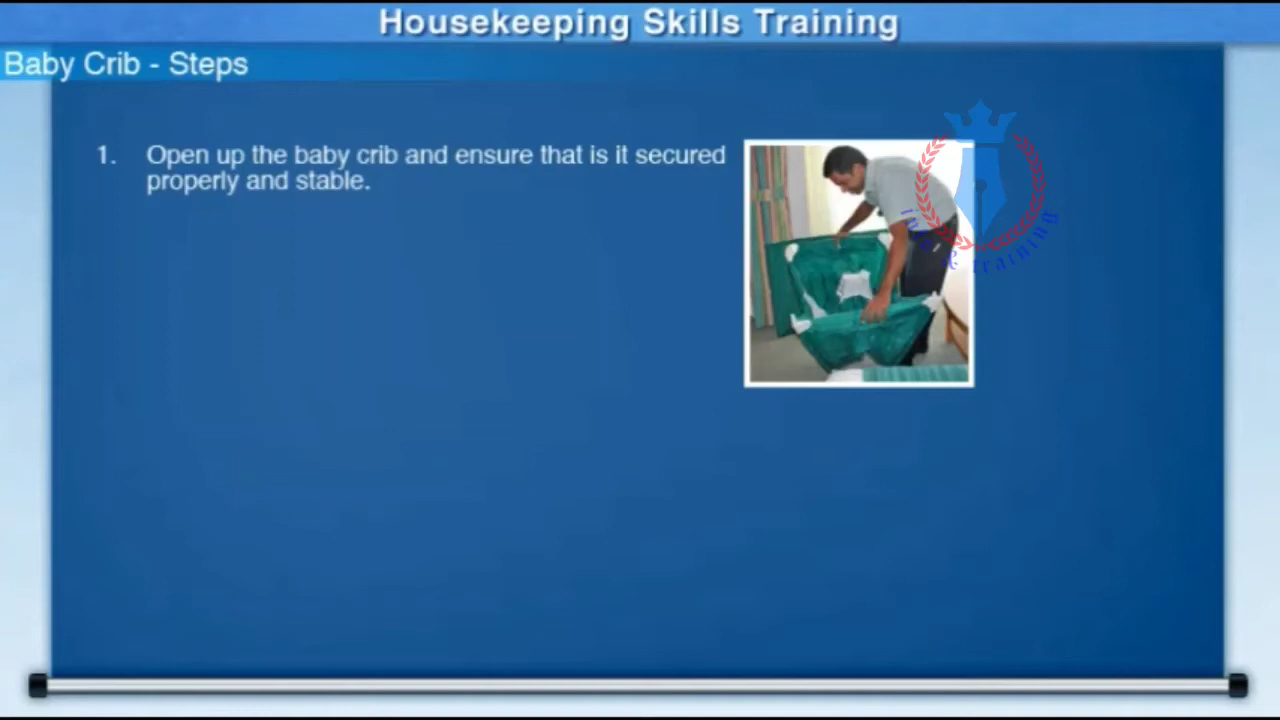 Housekeeping Skills Training
Baby Crib - Steps
1. Open up the baby crib and ensure that is it secured
properly and stable.
& training